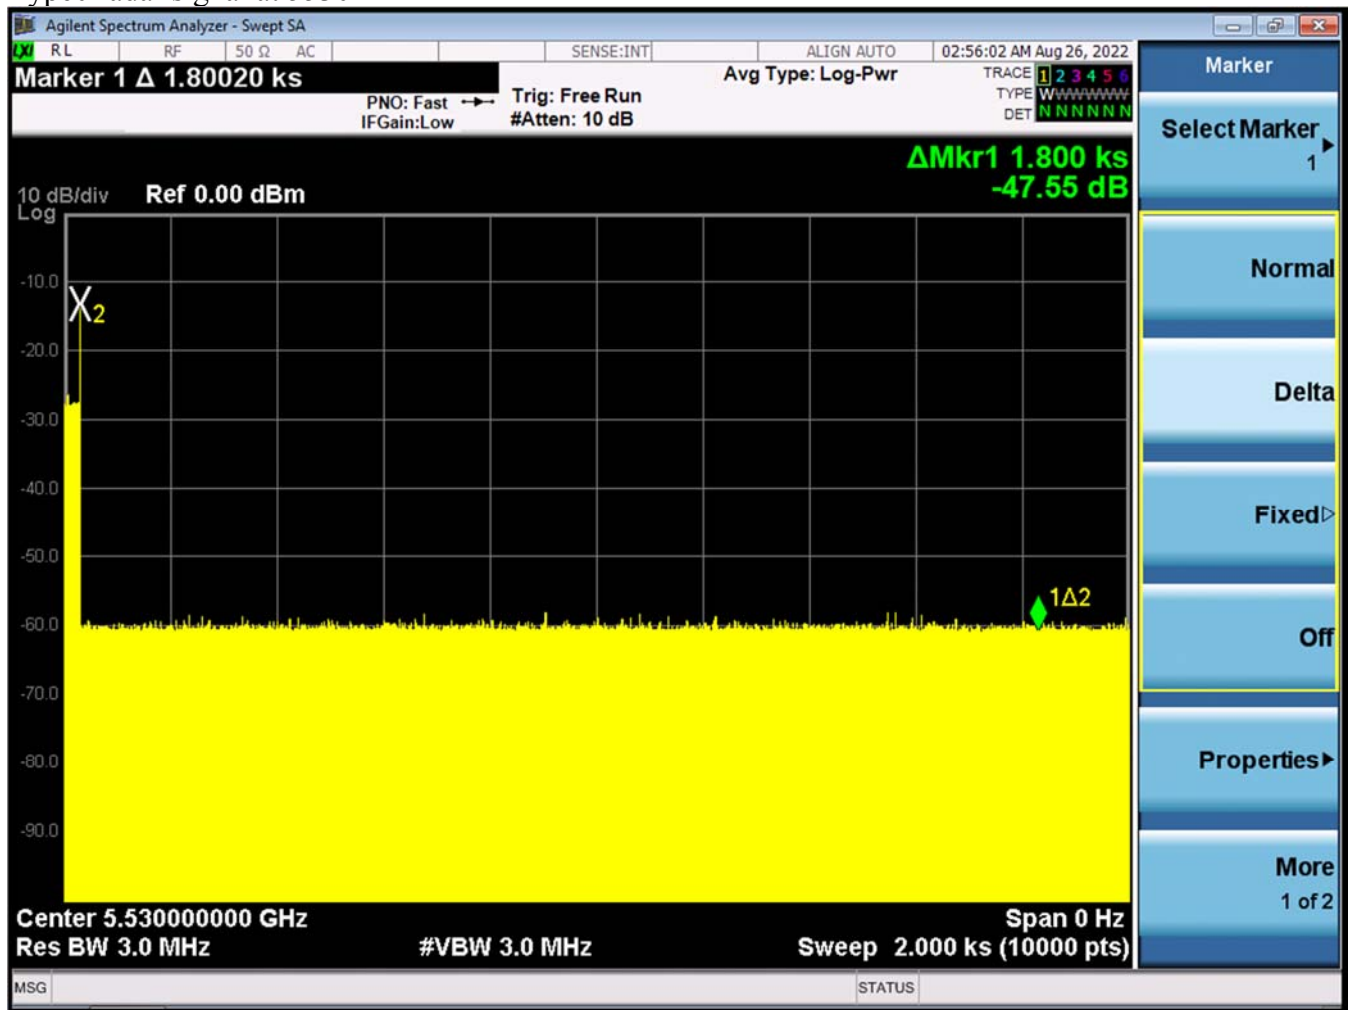 Agilent Spectrum Analyzer - Swept SA
LXI RL RF 50 Ω AC SENSE:INT ALIGN AUTO 02:56:02 AM Aug 26, 2022
Marker 1 Δ 1.80020 ks
PNO: Fast
IFGain:Low
Trig: Free Run
#Atten: 10 dB
Avg Type: Log-Pwr
TRACE 1 2 3 4 5 6
TYPE WWWWWW
DET N N N N N N
ΔMkr1 1.800 ks
-47.55 dB
10 dB/div Ref 0.00 dBm
Log
-10.0
-20.0
-30.0
-40.0
-50.0
-60.0
-70.0
-80.0
-90.0
2
1Δ2
Center 5.530000000 GHz Span 0 Hz
Res BW 3.0 MHz #VBW 3.0 MHz Sweep 2.000 ks (10000 pts)
MSG STATUS
Marker
Select Marker
1
Normal
Delta
Fixed
Off
Properties
More
1 of 2